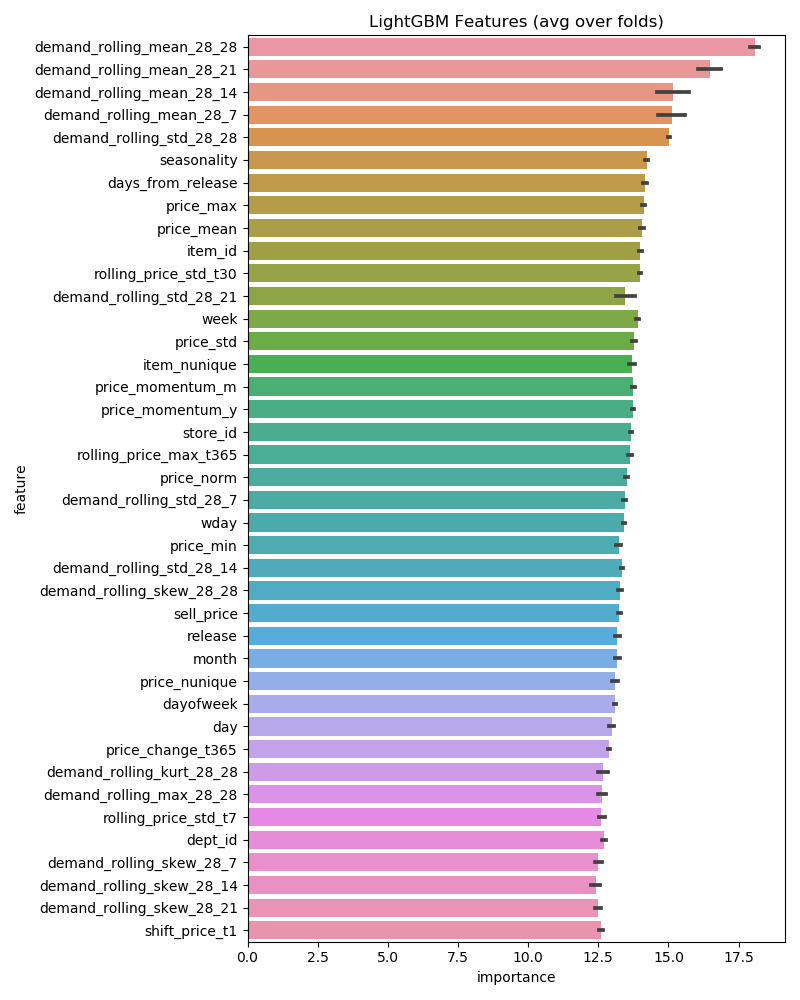 LightGBM Features (avg over folds)
demand_rolling_mean_28_28
demand_rolling_mean_28_21
demand_rolling_mean_28_14
demand_rolling_mean_28_7
demand_rolling_std_28_28
seasonality
days_from_release
price_max
price_mean
item_id
rolling_price_std_t30
demand_rolling_std_28_21
week
price_std
item_nunique
price_momentum_m
price_momentum_y
store_id
rolling_price_max_t365
price_norm
demand_rolling_std_28_7
wday
price_min
demand_rolling_std_28_14
demand_rolling_skew_28_28
sell_price
release
month
price_nunique
dayofweek
day
price_change_t365
demand_rolling_kurt_28_28
demand_rolling_max_28_28
rolling_price_std_t7
dept_id
demand_rolling_skew_28_7
demand_rolling_skew_28_14
demand_rolling_skew_28_21
shift_price_t1
feature
0.0 2.5 5.0 7.5 10.0 12.5 15.0 17.5
importance